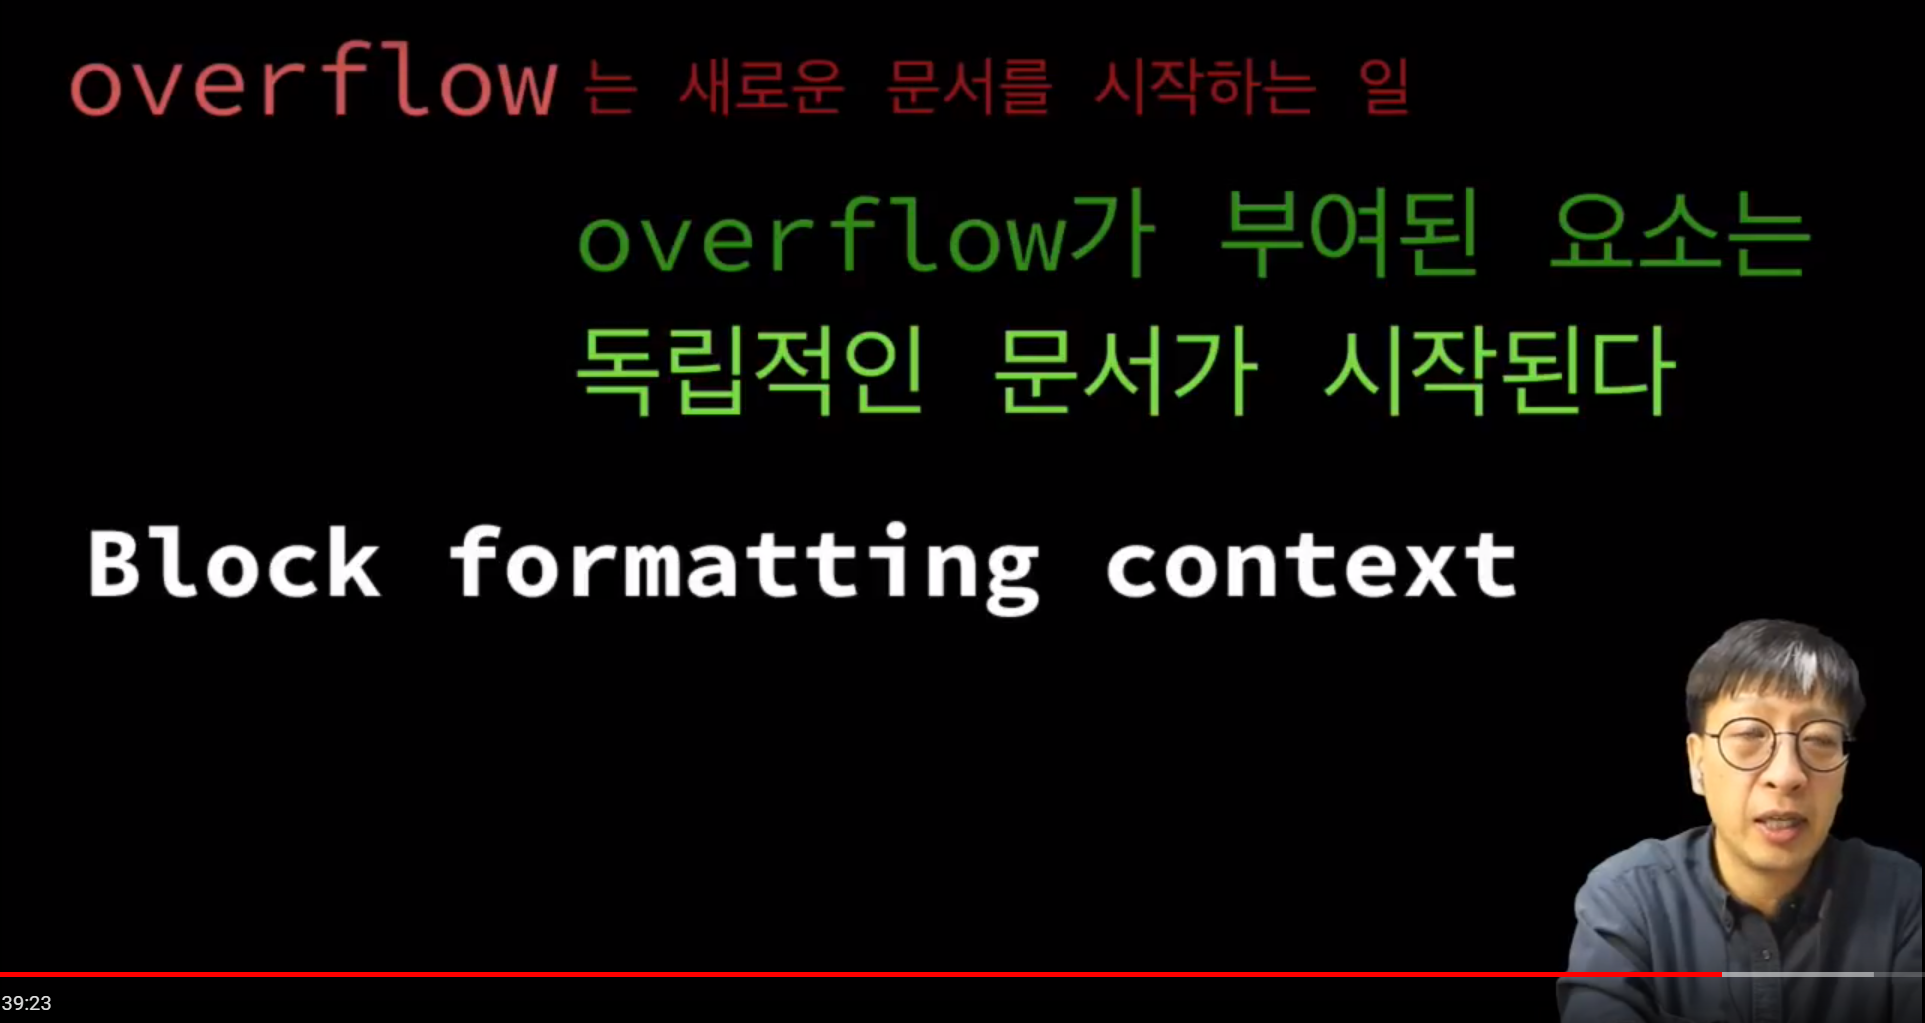 overflow는 새로운 문서를 시작하는 일
overflow가 부여된 요소는
독립적인 문서가 시작된다
Block formatting context
39:23